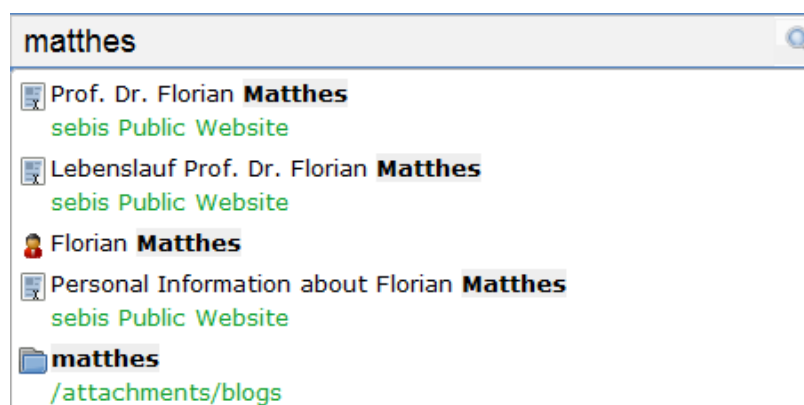 matthes
Prof. Dr. Florian Matthes
sebis Public Website
Lebenslauf Prof. Dr. Florian Matthes
sebis Public Website
Florian Matthes
Personal Information about Florian Matthes
sebis Public Website
matthes
/attachments/blogs